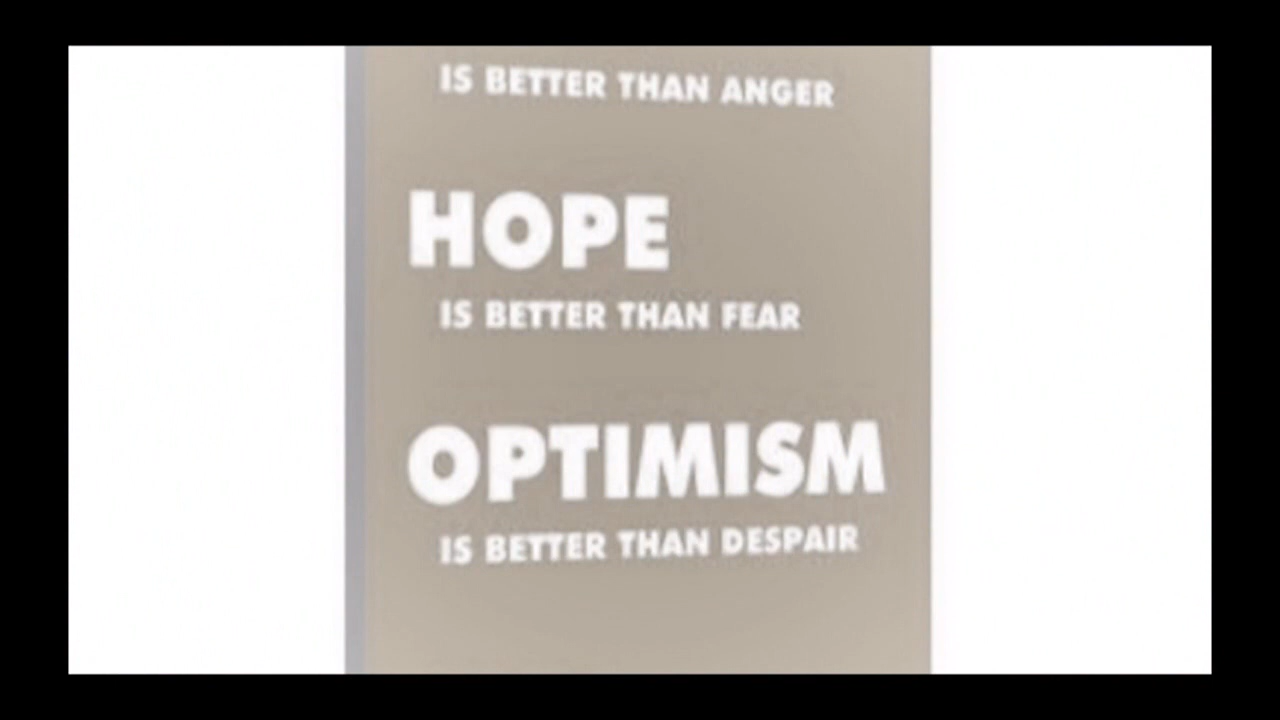 IS BETTER THAN ANGER
HOPE
IS BETTER THAN FEAR
OPTIMISM
IS BETTER THAN DESPAIR